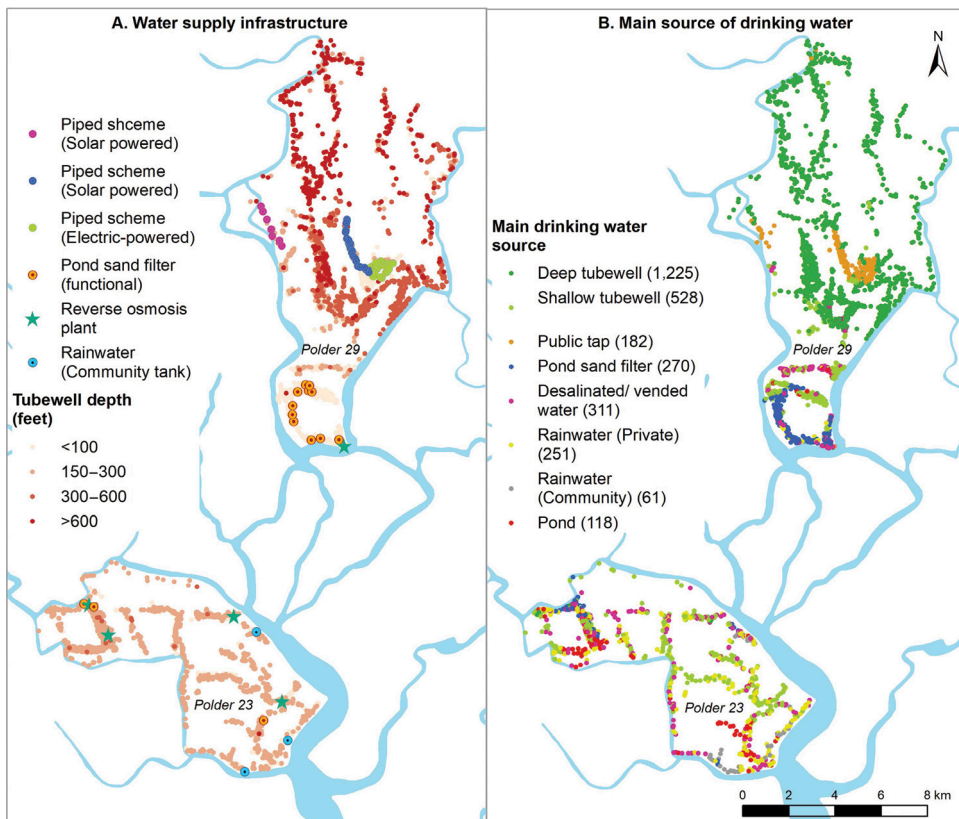 A. Water supply infrastructure
Piped shceme
(Solar powered)
Piped scheme
(Solar powered)
Piped scheme
(Electric-powered)
Pond sand filter
(functional)
Reverse osmosis
plant
Rainwater
(Community tank)
Tubewell depth
(feet)
<100
150–300
300–600
>600
Polder 29
Polder 23
B. Main source of drinking water
N
Main drinking water
source
Deep tubewell (1,225)
Shallow tubewell (528)
Public tap (182)
Pond sand filter (270)
Desalinated/ vended
water (311)
Rainwater (Private)
(251)
Rainwater
(Community) (61)
Pond (118)
Polder 29
Polder 23
0 2 4 6 8 km